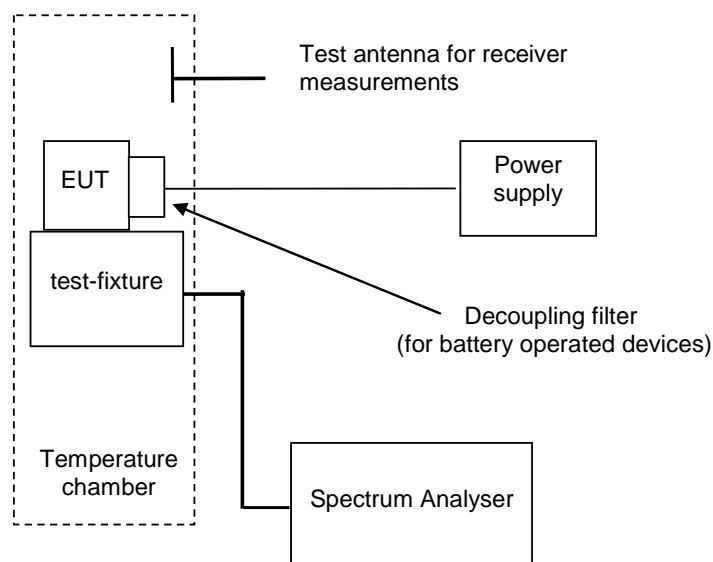 Test antenna for receiver
measurements
EUT
Power
supply
test-fixture
Decoupling filter
(for battery operated devices)
Temperature
chamber
Spectrum Analyser